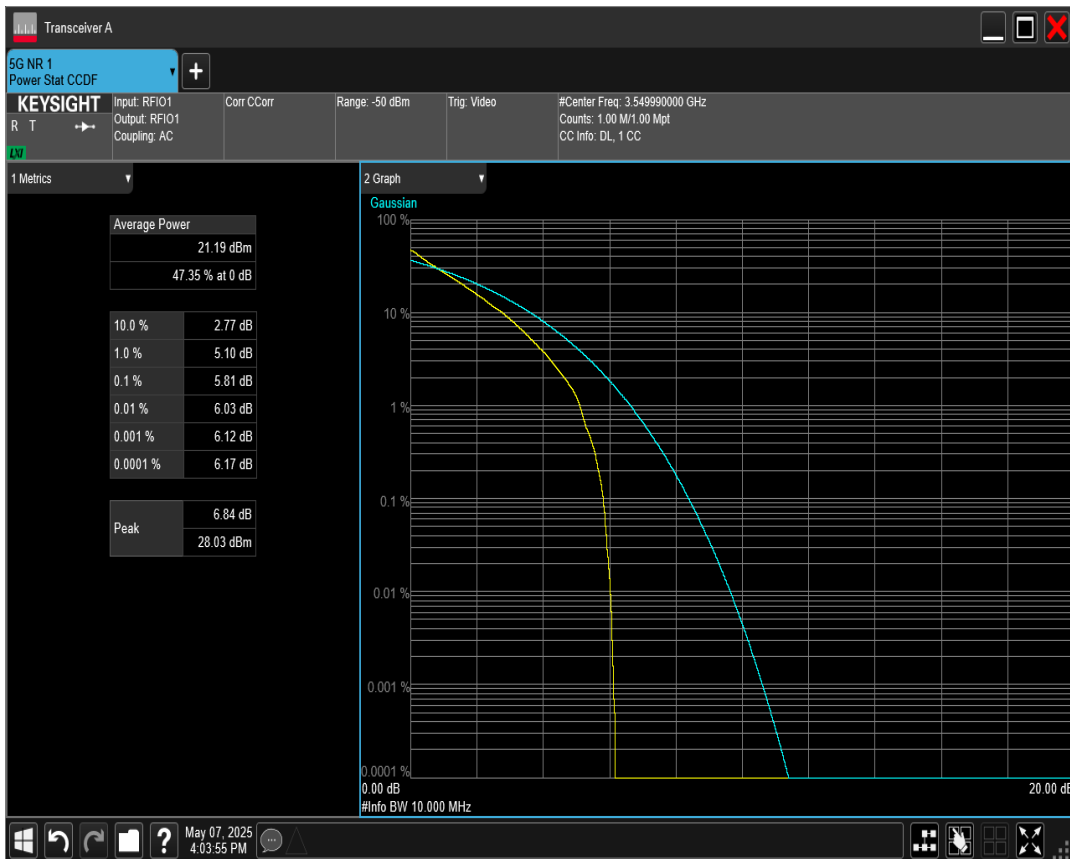 Transceiver A
5G NR 1
Power Stat CCDF
+
KEYSIGHT
R T
LXI
Input: RFIO1
Output: RFIO1
Coupling: AC
Corr CCorr
Range: -50 dBm
Trig: Video
#Center Freq: 3.549990000 GHz
Counts: 1.00 M/1.00 Mpt
CC Info: DL, 1 CC
1 Metrics
Average Power
21.19 dBm
47.35 % at 0 dB
10.0 % 2.77 dB
1.0 % 5.10 dB
0.1 % 5.81 dB
0.01 % 6.03 dB
0.001 % 6.12 dB
0.0001 % 6.17 dB
Peak 6.84 dB
28.03 dBm
2 Graph
Gaussian
100 %
10 %
1 %
0.1 %
0.01 %
0.001 %
0.0001 %
0.00 dB 20.00 dB
#Info BW 10.000 MHz
?
May 07, 2025
4:03:55 PM